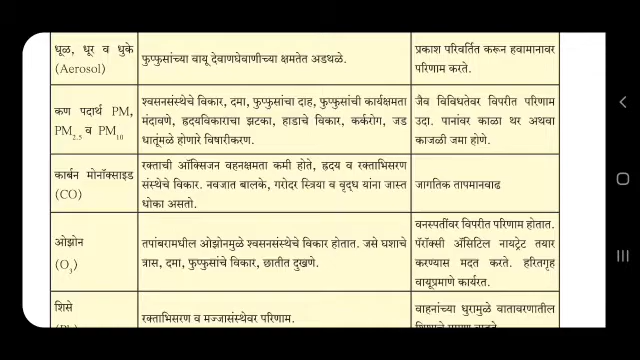 धूळ, धूर व धुके
(Aerosol)
फुप्फुसांच्या वायू देवाणघेवाणीच्या क्षमतेत अडथळे.
प्रकाश परिवर्तित करून हवामानावर
परिणाम करते.
कण पदार्थ PM,
PM2.5 व PM10
श्वसनसंस्थेचे विकार, दमा, फुप्फुसांचा दाह, फुप्फुसांची कार्यक्षमता
मंदावणे, हृदयविकाराचा झटका, हाडाचे विकार, कर्करोग, जड
धातूंमळे होणारे विषारीकरण.
जैव विविधतेवर विपरीत परिणाम
उदा. पानांवर काळा थर अथवा
काजळी जमा होणे.
कार्बन मोनॉक्साइड
(CO)
रक्ताची ऑक्सिजन वहनक्षमता कमी होते, हृदय व रक्ताभिसरण
संस्थेचे विकार. नवजात बालके, गरोदर स्त्रिया व वृद्ध यांना जास्त
धोका असतो.
जागतिक तापमानवाढ
ओझोन
(O3)
तपांबरामधील ओझोनमुळे श्वसनसंस्थेचे विकार होतात. जसे घशाचे
त्रास, दमा, फुप्फुसांचे विकार, छातीत दुखणे.
वनस्पतींवर विपरीत परिणाम होतात.
पॅरॉक्सी अ‍ॅसिटिल नायट्रेट तयार
करण्यास मदत करते. हरितगृह
वायूप्रमाणे कार्यरत.
शिसे
रक्ताभिसरण व मज्जासंस्थेवर परिणाम.
वाहनांच्या धुरामुळे वातावरणातील